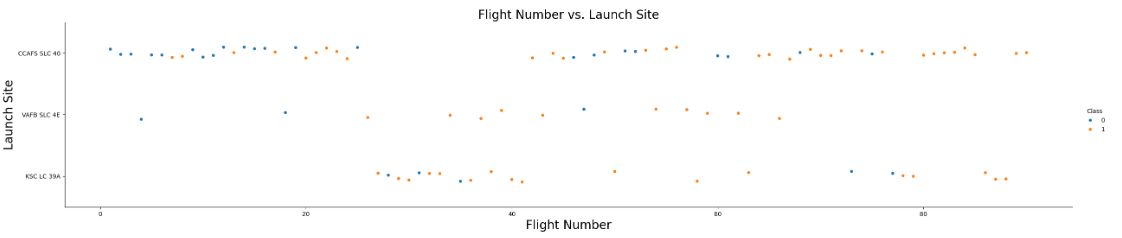 Flight Number vs. Launch Site
CCAFS SLC 40
VAFB SLC 4E
KSC LC 39A
Launch Site
0
20
40
60
80
Flight Number
Class
0
1